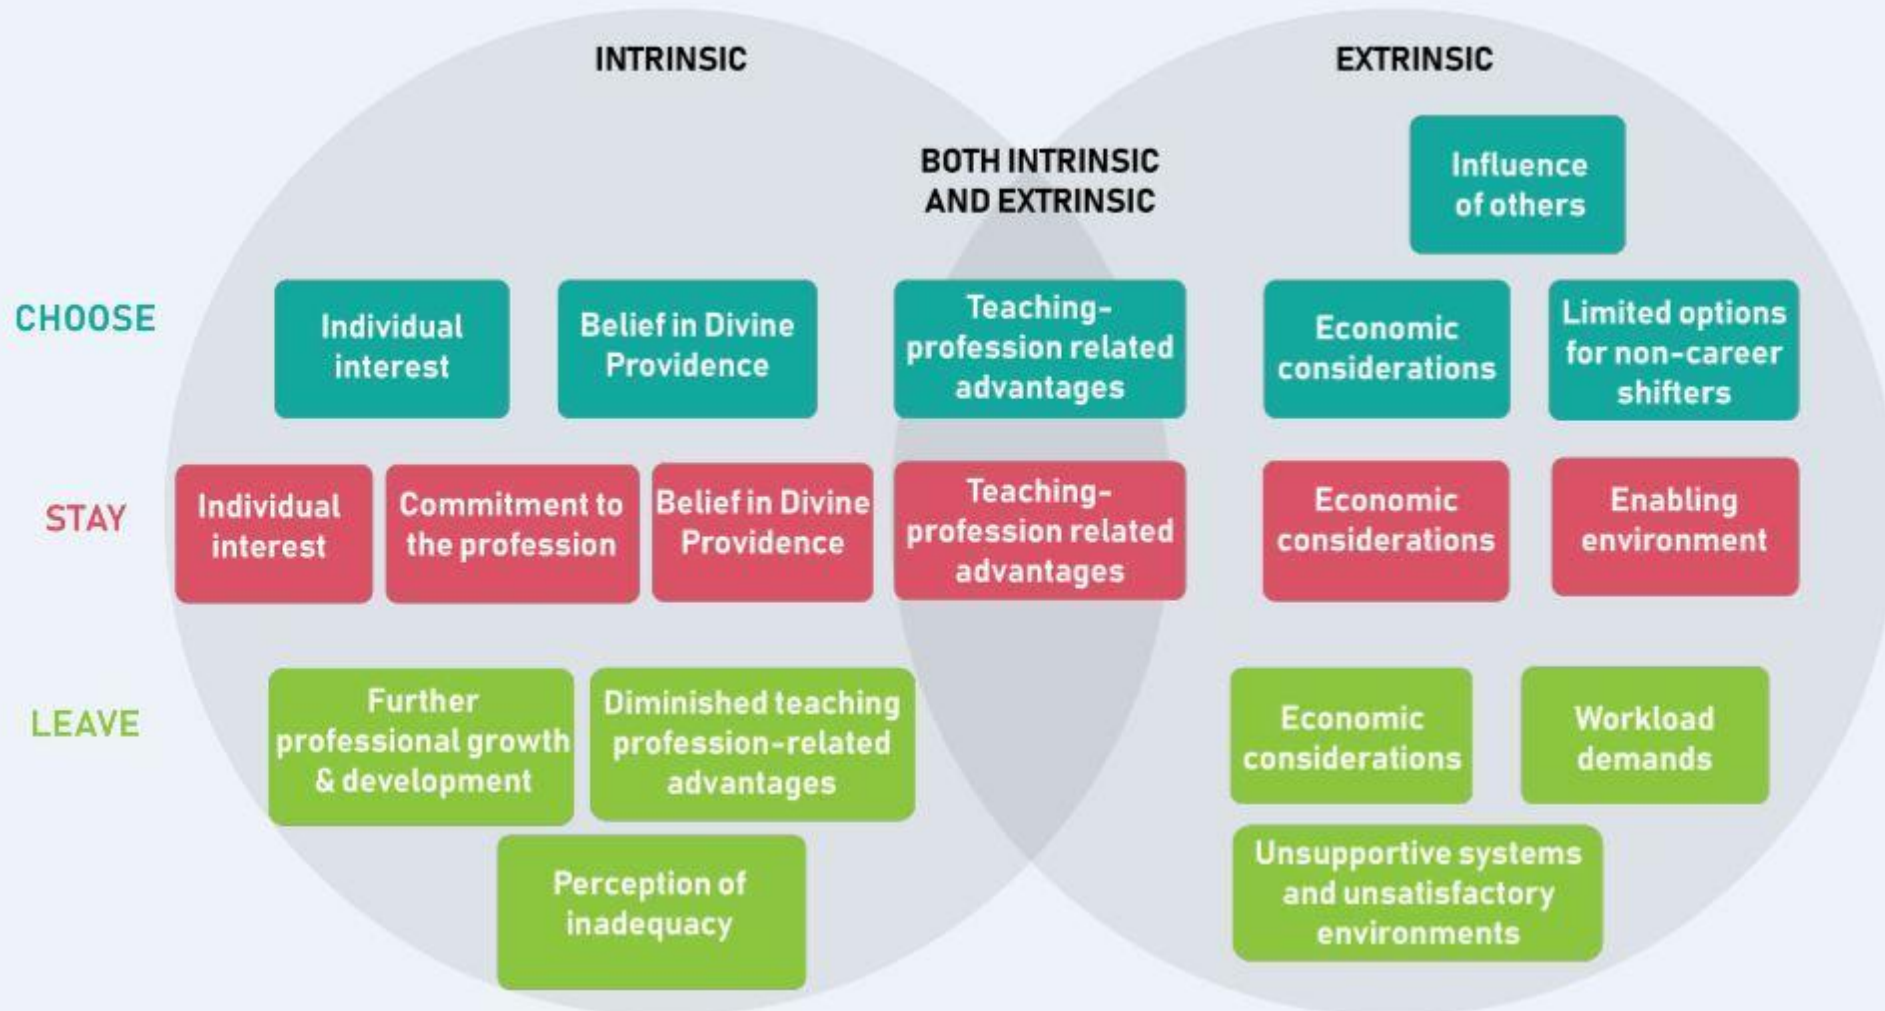 INTRINSIC
EXTRINSIC
BOTH INTRINSIC
AND EXTRINSIC
Influence
of others
CHOOSE
Individual
interest
Belief in Divine
Providence
Teaching-
profession related
advantages
Economic
considerations
Limited options
for non-career
shifters
STAY
Individual
interest
Commitment to
the profession
Belief in Divine
Providence
Teaching-
profession related
advantages
Economic
considerations
Enabling
environment
LEAVE
Further
professional growth
& development
Diminished teaching
profession-related
advantages
Economic
considerations
Workload
demands
Perception of
inadequacy
Unsupportive systems
and unsatisfactory
environments